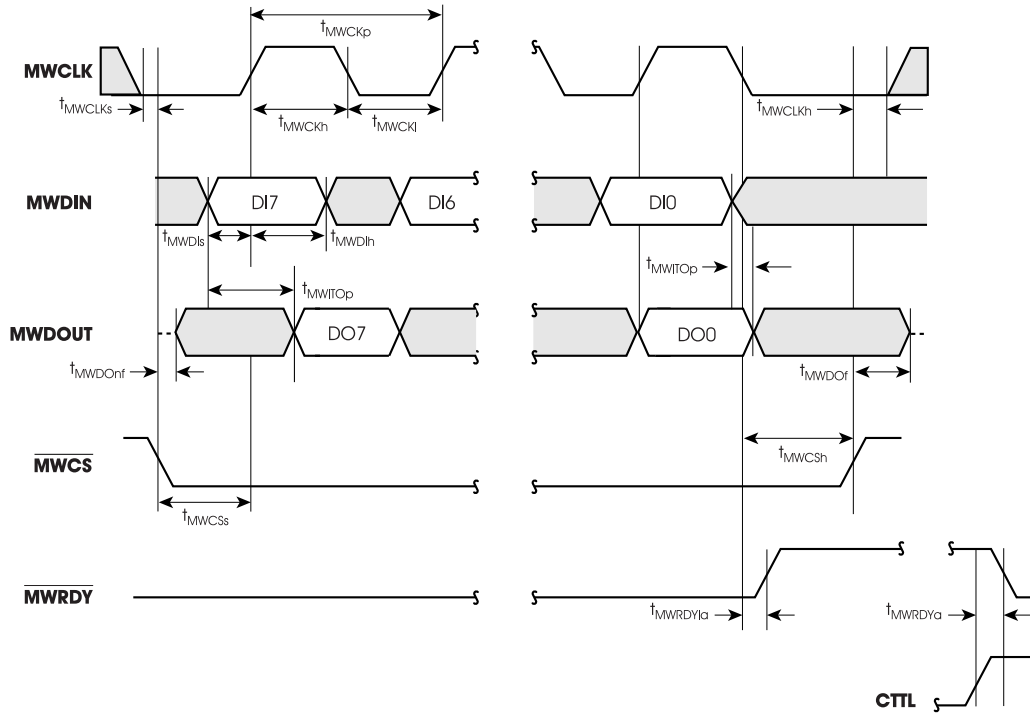 tMWCKp
MWCLK
tMWCLKs
tMWCKh
tMWCKl
tMWCLKh
MWDIN
DI7
DI6
DI0
tMWDIs
tMWDIh
tMWITOp
tMWITOp
MWDOUT
DO7
DO0
tMWDOnf
tMWDOf
MWCS
tMWCSh
tMWCSs
MWRDY
tMWRDYIa
tMWRDYa
CTTL